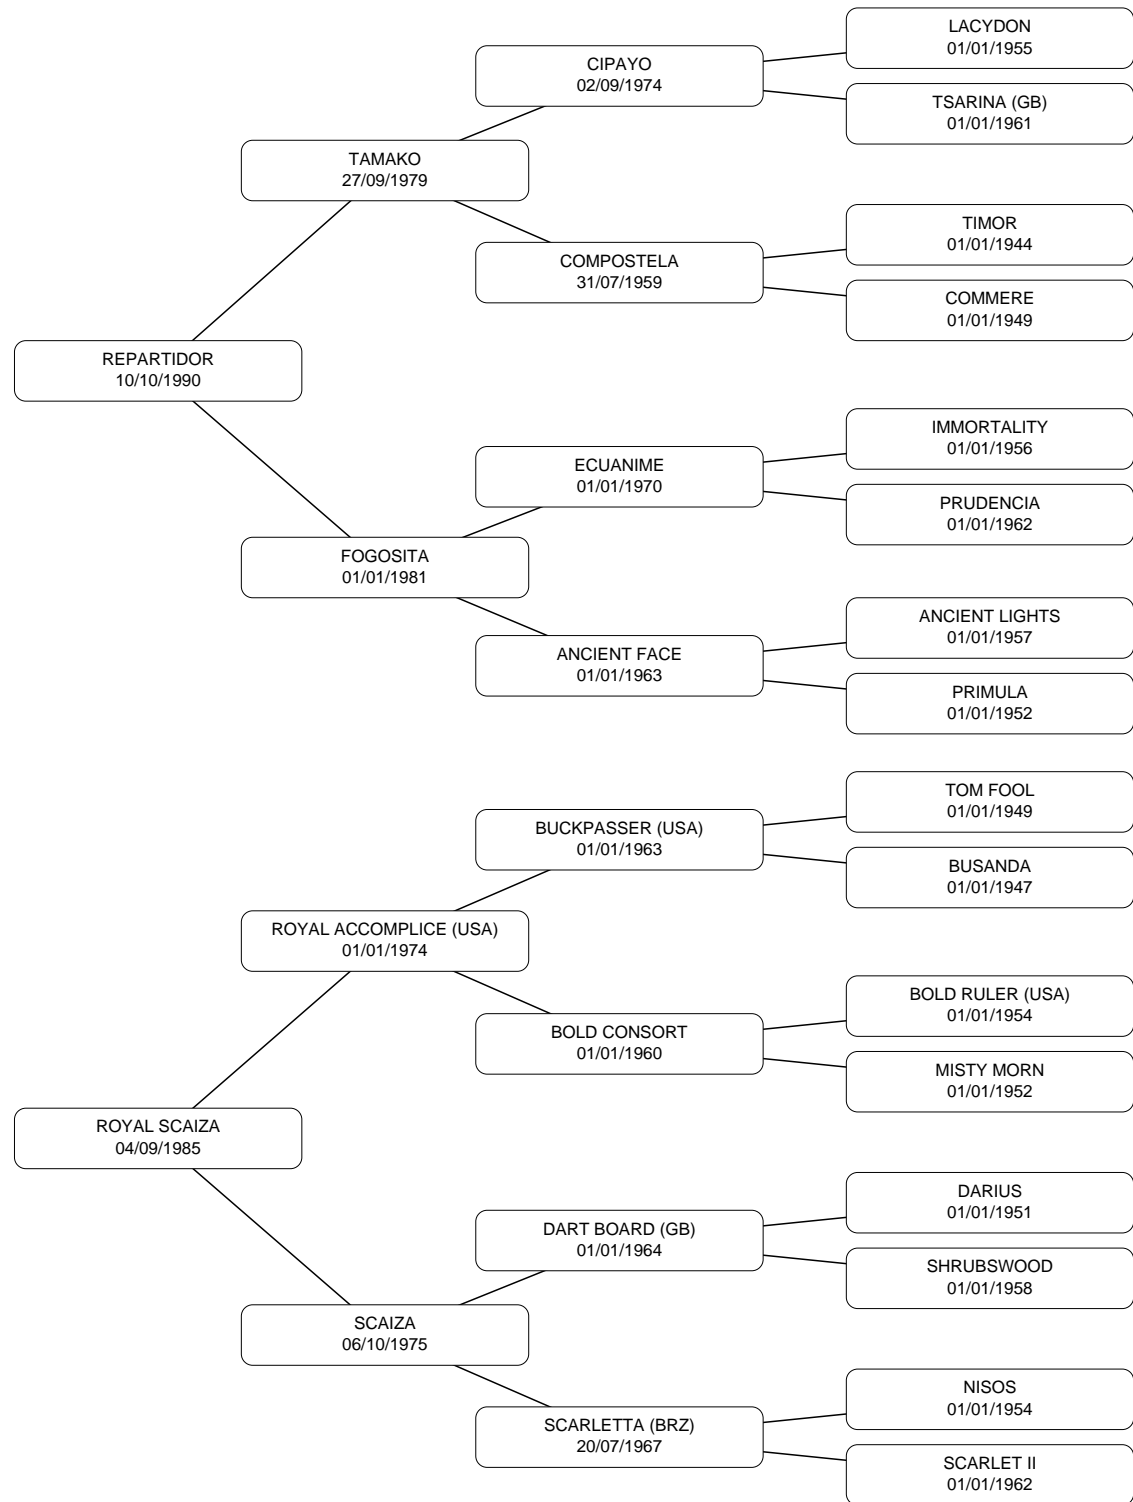 LACYDON
01/01/1955
CIPAYO
02/09/1974
TSARINA (GB)
01/01/1961
TAMAKO
27/09/1979
TIMOR
01/01/1944
COMPOSTELA
31/07/1959
COMMERE
01/01/1949
REPARTIDOR
10/10/1990
IMMORTALITY
01/01/1956
ECUANIME
01/01/1970
PRUDENCIA
01/01/1962
FOGOSITA
01/01/1981
ANCIENT LIGHTS
01/01/1957
ANCIENT FACE
01/01/1963
PRIMULA
01/01/1952
TOM FOOL
01/01/1949
BUCKPASSER (USA)
01/01/1963
BUSANDA
01/01/1947
ROYAL ACCOMPLICE (USA)
01/01/1974
BOLD RULER (USA)
01/01/1954
BOLD CONSORT
01/01/1960
MISTY MORN
01/01/1952
ROYAL SCAIZA
04/09/1985
DARIUS
01/01/1951
DART BOARD (GB)
01/01/1964
SHRUBSWOOD
01/01/1958
SCAIZA
06/10/1975
NISOS
01/01/1954
SCARLETTA (BRZ)
20/07/1967
SCARLET II
01/01/1962